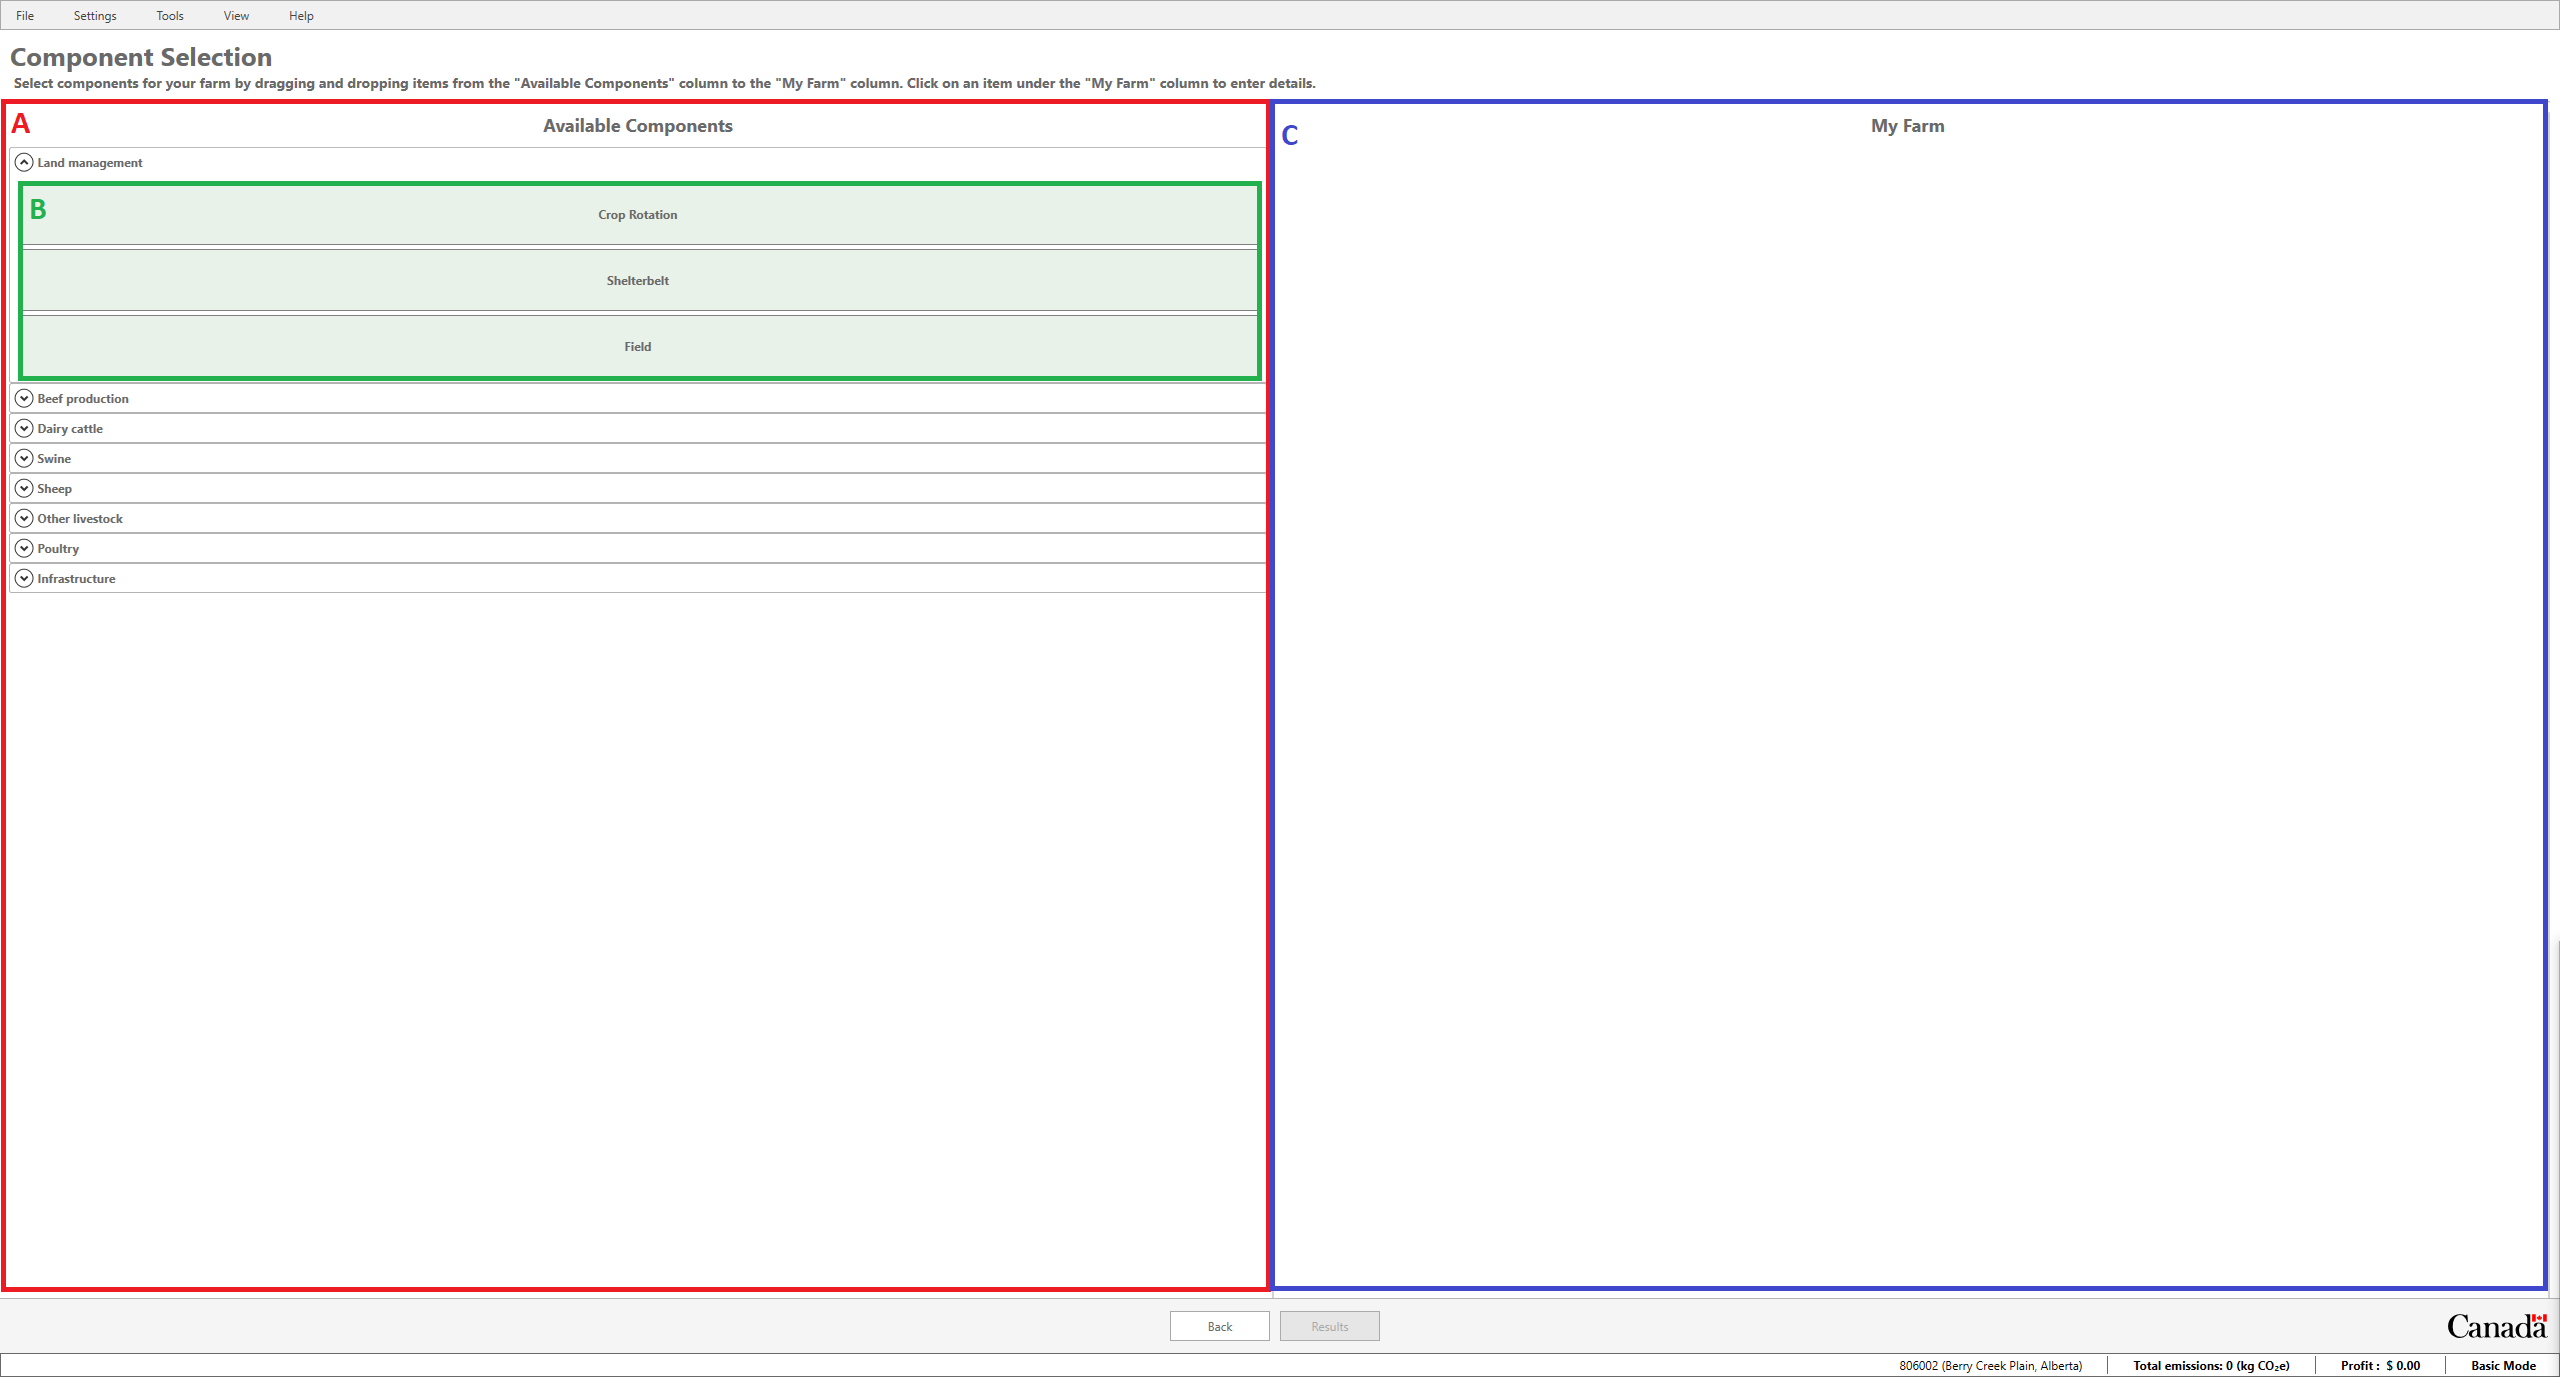 File Settings Tools View Help
Component Selection
Select components for your farm by dragging and dropping items from the "Available Components" column to the "My Farm" column. Click on an item under the "My Farm" column to enter details.
A
Available Components
Land management
B
Crop Rotation
Shelterbelt
Field
Beef production
Dairy cattle
Swine
Sheep
Other livestock
Poultry
Infrastructure
C
My Farm
Back Results
Canada
806002 (Berry Creek Plain, Alberta) Total emissions: 0 (kg CO₂e) Profit : $ 0.00 Basic Mode